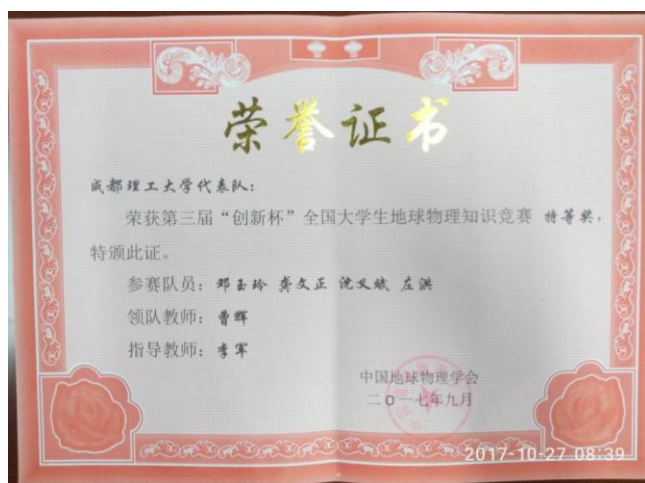 荣誉证书
成都理工大学代表队：
荣获第三届“创新杯”全国大学生地球物理知识竞赛 特等奖，
特颁此证。
参赛队员：邓玉玲 龚文正 沈义斌 左洪
领队教师：曹辉
指导教师：李军
中国地球物理学会
二〇一七年九月
2017-10-27 08:39